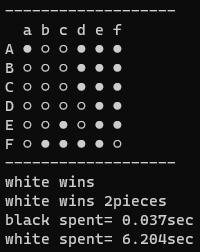 -------------------
a b c d e f
A ● ○ ○ ● ● ●
B ○ ○ ○ ● ● ●
C ○ ○ ○ ● ● ●
D ○ ○ ○ ○ ● ●
E ○ ○ ● ○ ● ●
F ○ ● ● ● ● ○
-------------------
white wins
white wins 2pieces
black spent= 0.037sec
white spent= 6.204sec